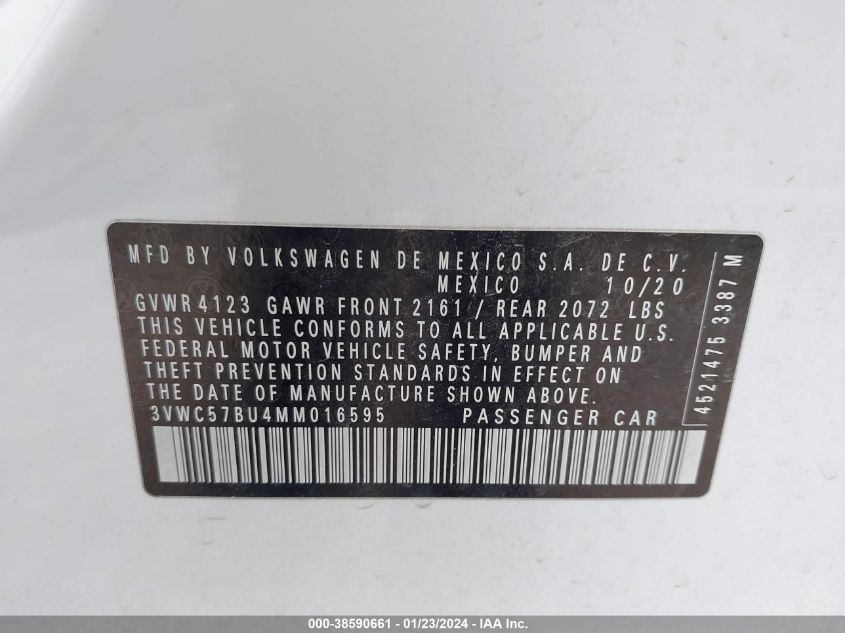 MFD BY VOLKSWAGEN DE MEXICO S.A. DE C.V.
MEXICO 10/20
GVWR 4123 GAWR FRONT 2161 / REAR 2072 LBS
THIS VEHICLE CONFORMS TO ALL APPLICABLE U.S.
FEDERAL MOTOR VEHICLE SAFETY, BUMPER AND
THEFT PREVENTION STANDARDS IN EFFECT ON
THE DATE OF MANUFACTURE SHOWN ABOVE.
3VWC57BU4MM016595 PASSENGER CAR
4521475 3387 M
000-38590661 - 01/23/2024 - IAA Inc.